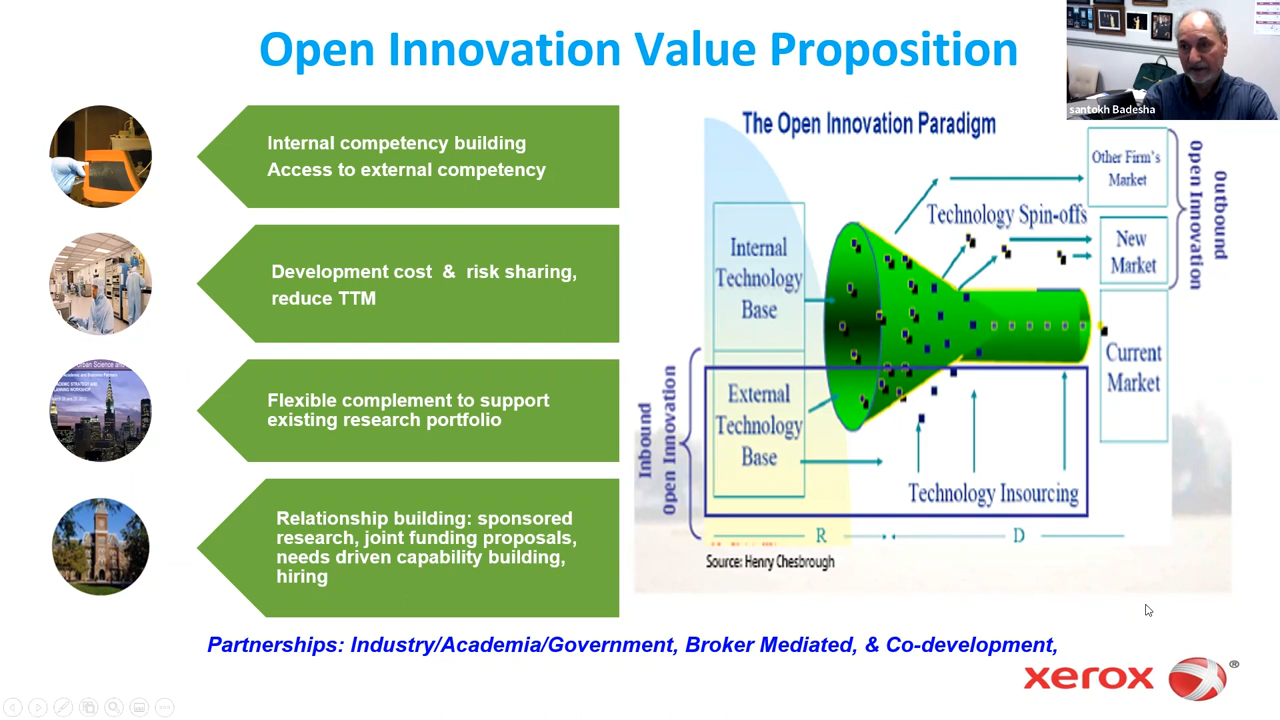 Open Innovation Value Proposition
santokh Badesha
Internal competency building
Access to external competency
Development cost & risk sharing,
reduce TTM
Flexible complement to support
existing research portfolio
Relationship building: sponsored
research, joint funding proposals,
needs driven capability building,
hiring
The Open Innovation Paradigm
Other Firm's
Market
Outbound
Open Innovation
Technology Spin-offs
New
Market
Internal
Technology
Base
Current
Market
External
Technology
Base
Inbound
Open Innovation
Technology Insourcing
R
D
Source: Henry Chesbrough
Partnerships: Industry/Academia/Government, Broker Mediated, & Co-development,
xerox ®